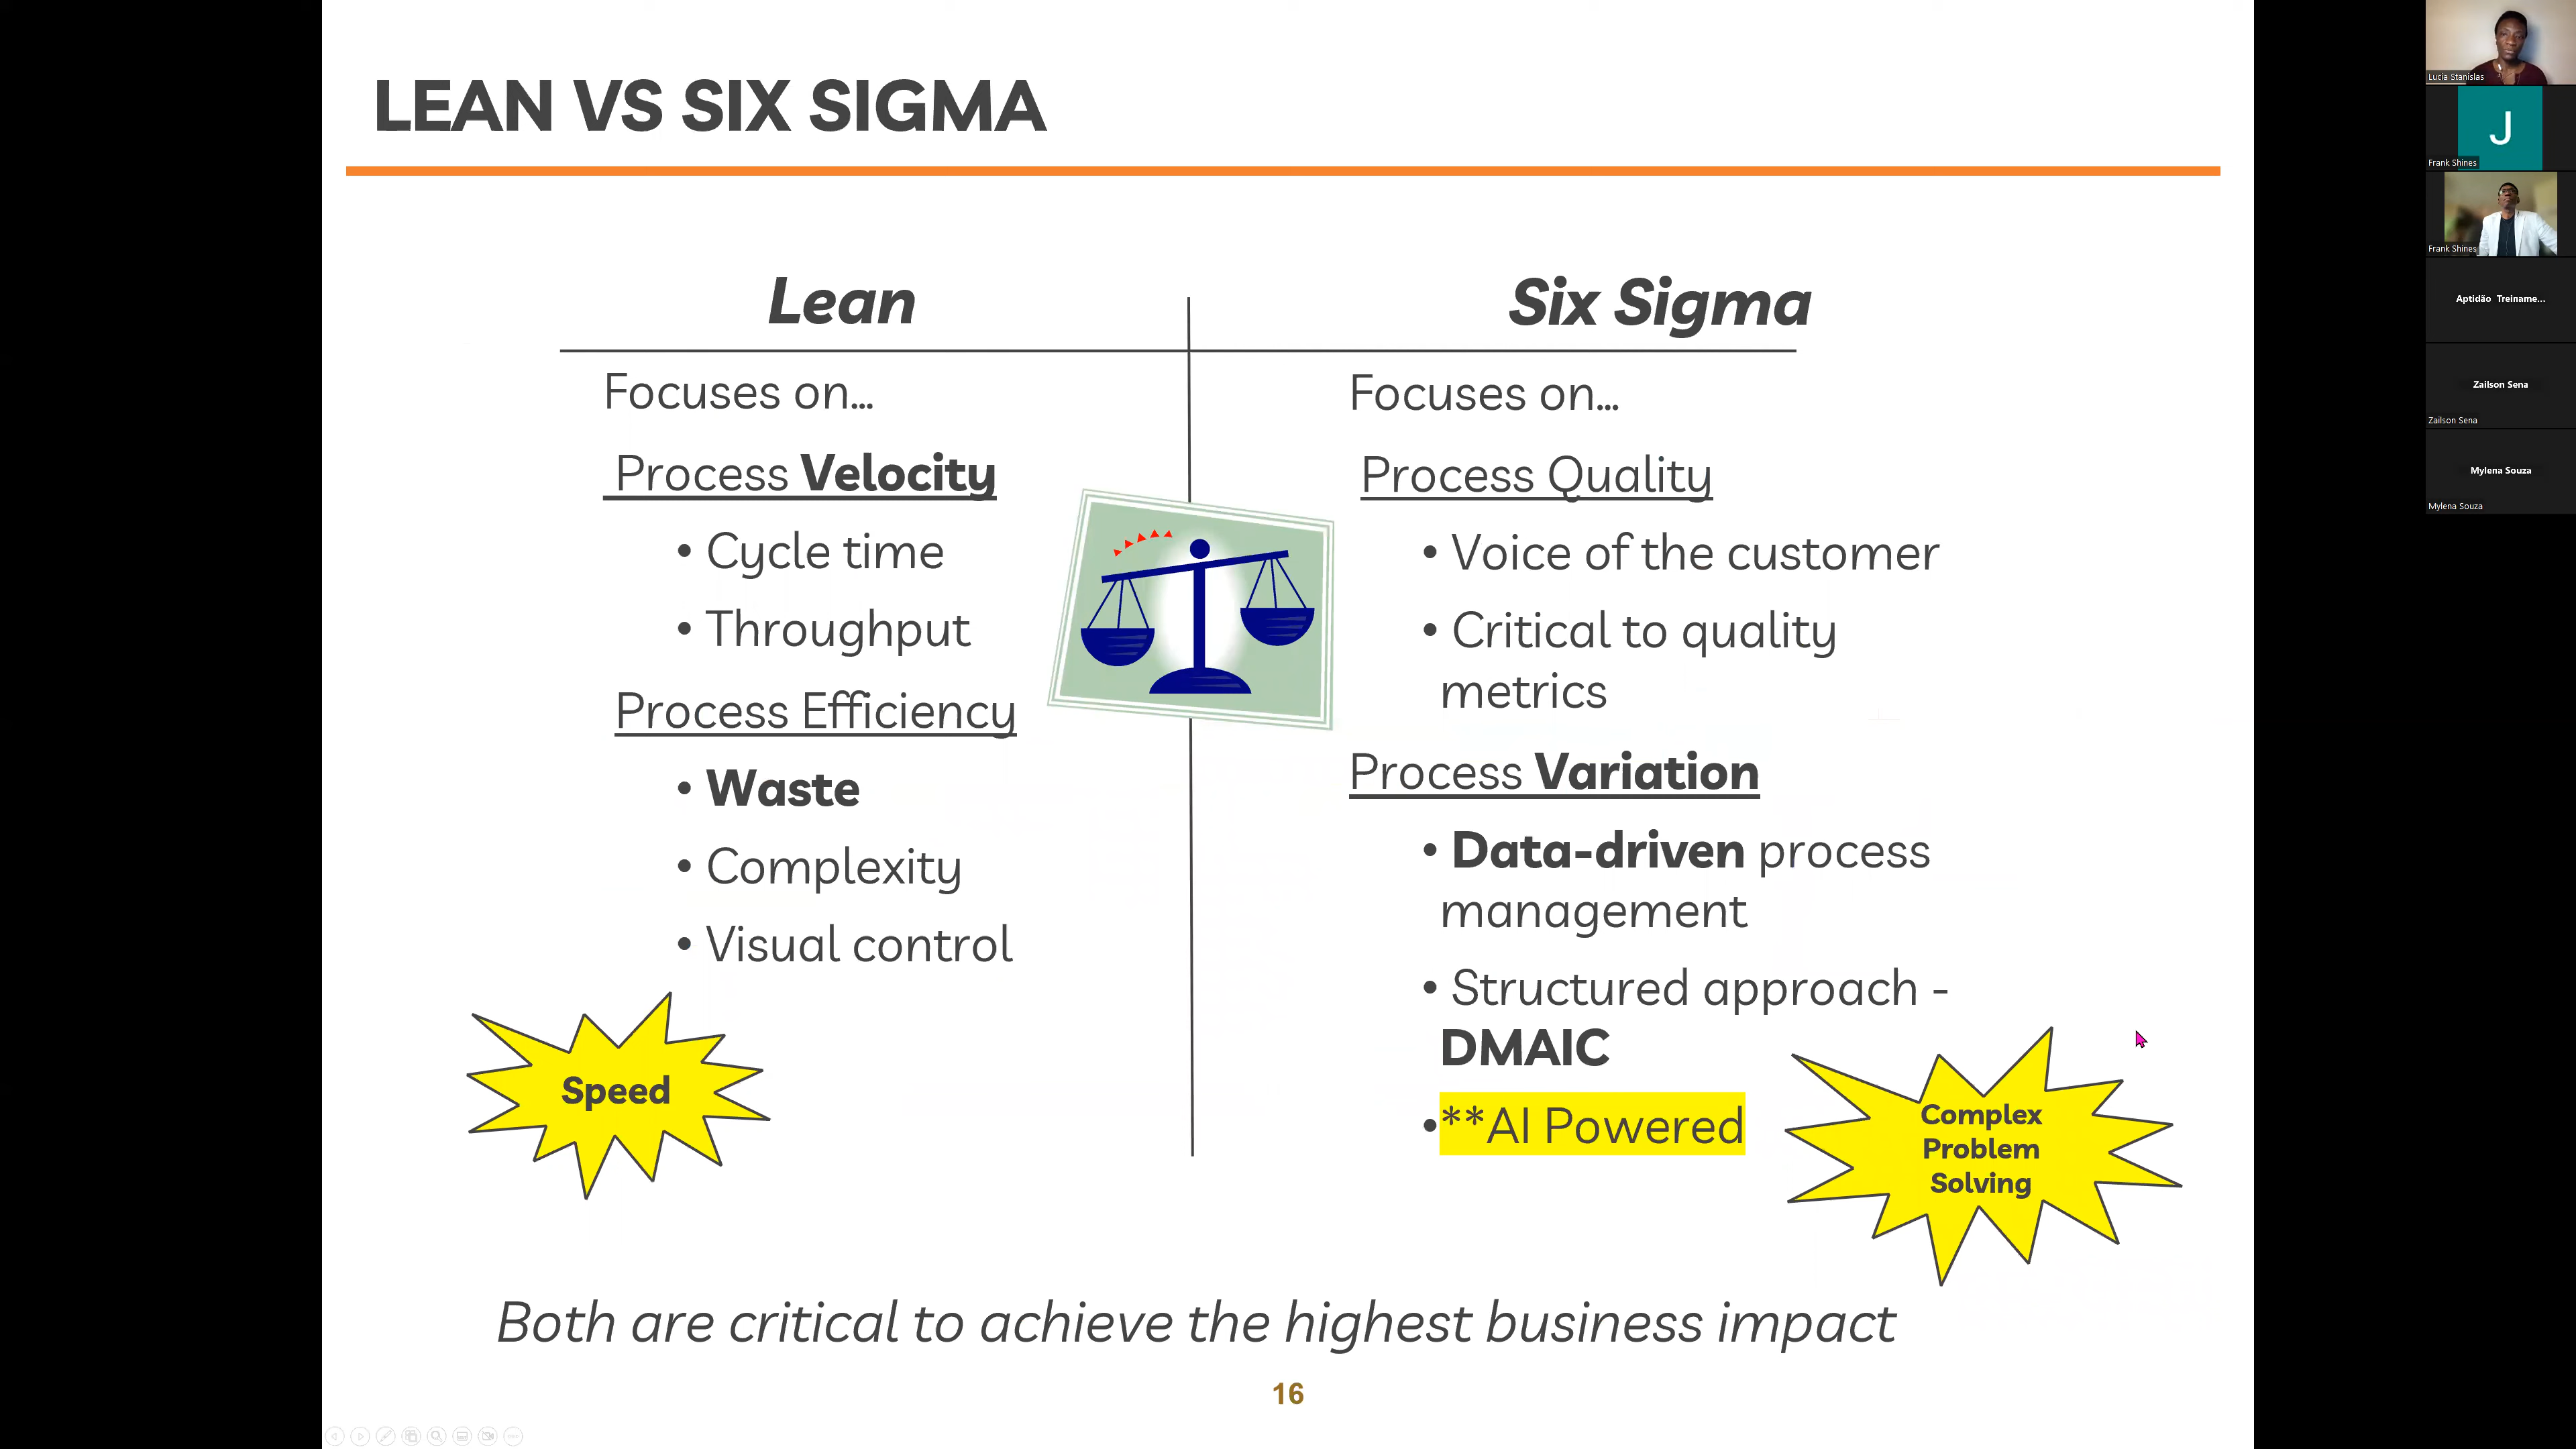 LEAN VS SIX SIGMA
Lean
Focuses on...
Process Velocity
• Cycle time
• Throughput
Process Efficiency
• Waste
• Complexity
• Visual control
Speed
Six Sigma
Focuses on...
Process Quality
• Voice of the customer
• Critical to quality
metrics
Process Variation
• Data-driven process
management
• Structured approach -
DMAIC
•**AI Powered
Complex
Problem
Solving
Both are critical to achieve the highest business impact
16
Lucia Stanislas
J
Frank Shines
Frank Shines
Aptidão Treiname...
Zailson Sena
Zailson Sena
Mylena Souza
Mylena Souza